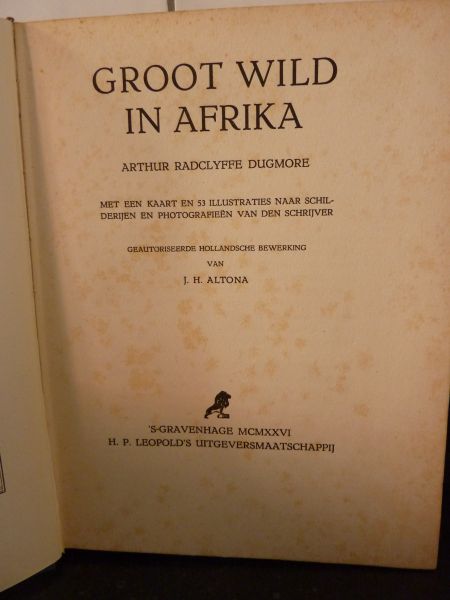 GROOT WILD
IN AFRIKA
ARTHUR RADCLYFFE DUGMORE
MET EEN KAART EN 53 ILLUSTRATIES NAAR SCHIL-
DERIJEN EN PHOTOGRAFIEËN VAN DEN SCHRIJVER
GEAUTORISEERDE HOLLANDSCHE BEWERKING
VAN
J. H. ALTONA
'S-GRAVENHAGE MCMXXVI
H. P. LEOPOLD'S UITGEVERSMAATSCHAPPIJ